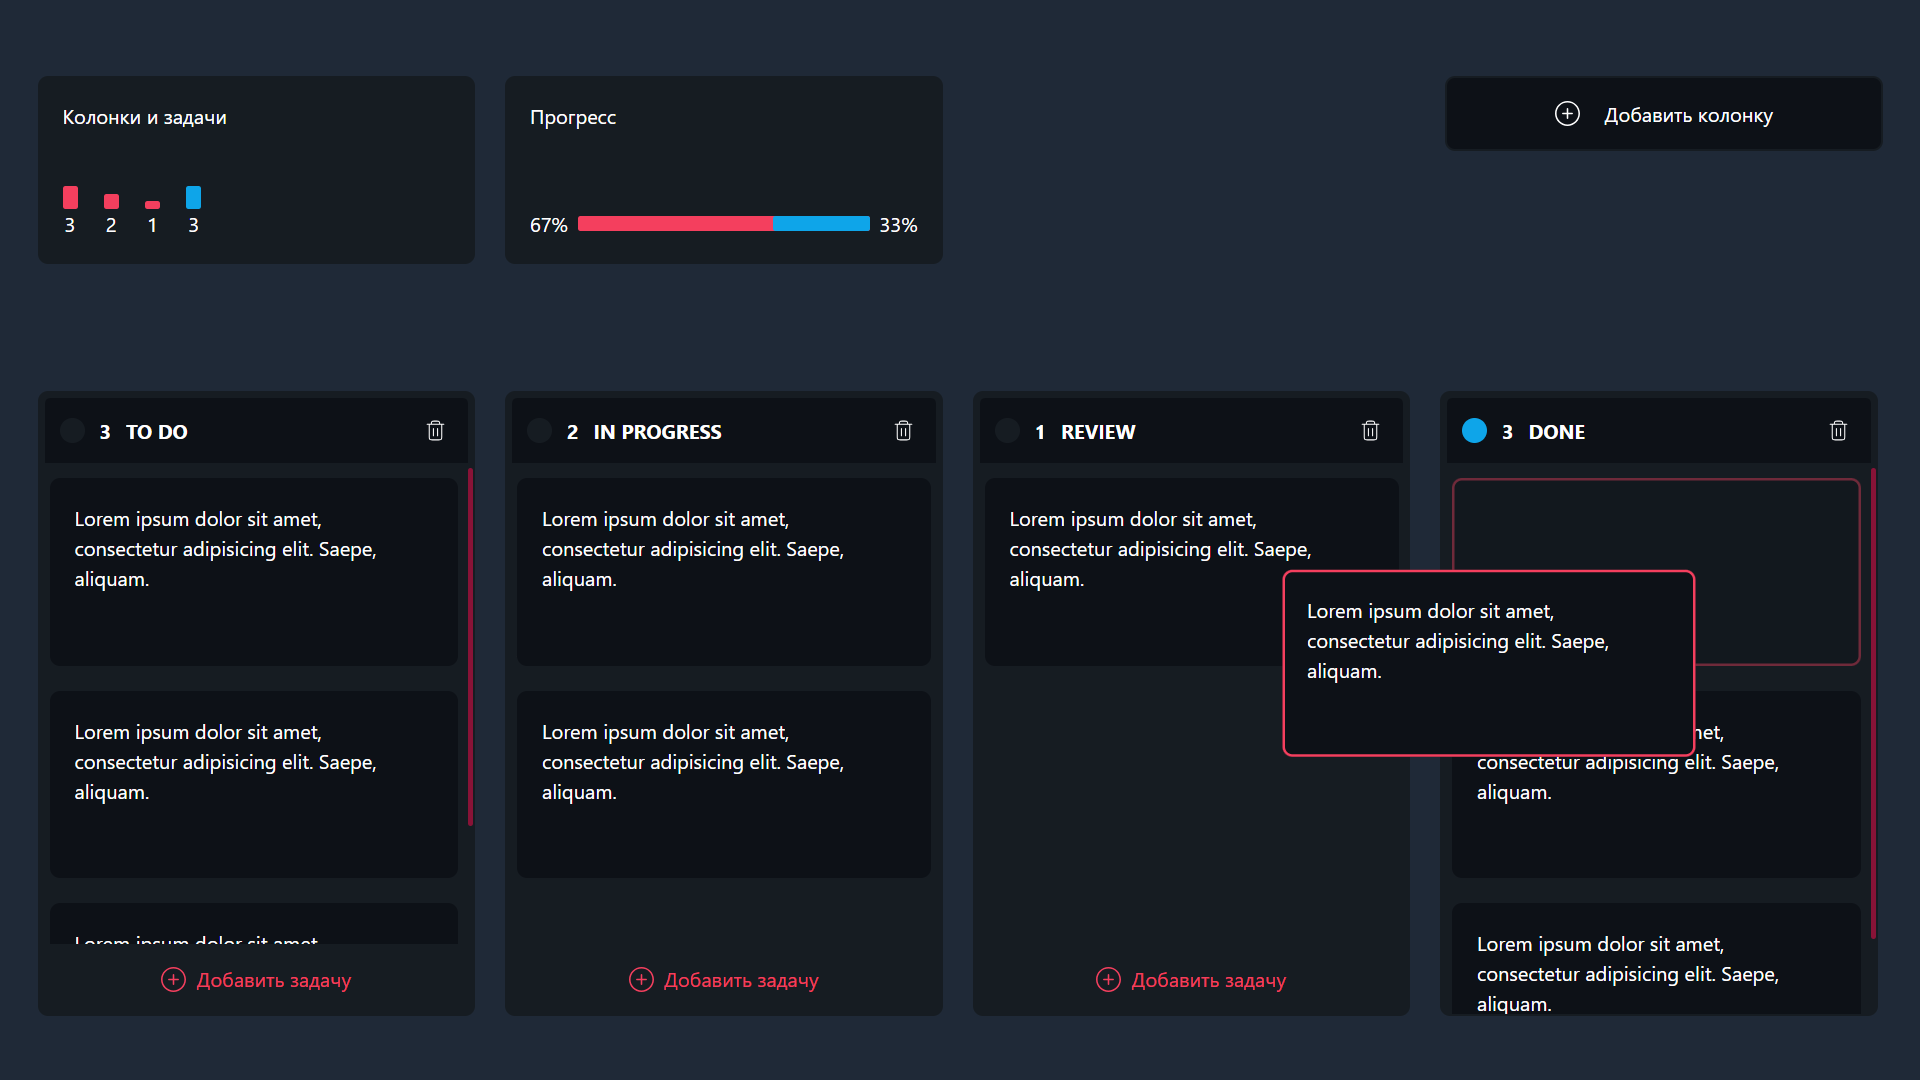 Колонки и задачи
3 2 1 3
Прогресс
67% 33%
Добавить колонку
3 TO DO
Lorem ipsum dolor sit amet,
consectetur adipisicing elit. Saepe,
aliquam.
Lorem ipsum dolor sit amet,
consectetur adipisicing elit. Saepe,
aliquam.
Lorem ipsum dolor sit amet,
Добавить задачу
2 IN PROGRESS
Lorem ipsum dolor sit amet,
consectetur adipisicing elit. Saepe,
aliquam.
Lorem ipsum dolor sit amet,
consectetur adipisicing elit. Saepe,
aliquam.
Добавить задачу
1 REVIEW
Lorem ipsum dolor sit amet,
consectetur adipisicing elit. Saepe,
aliquam.
Добавить задачу
Lorem ipsum dolor sit amet,
consectetur adipisicing elit. Saepe,
aliquam.
3 DONE
consectetur adipisicing elit. Saepe,
aliquam.
Lorem ipsum dolor sit amet,
consectetur adipisicing elit. Saepe,
aliquam.